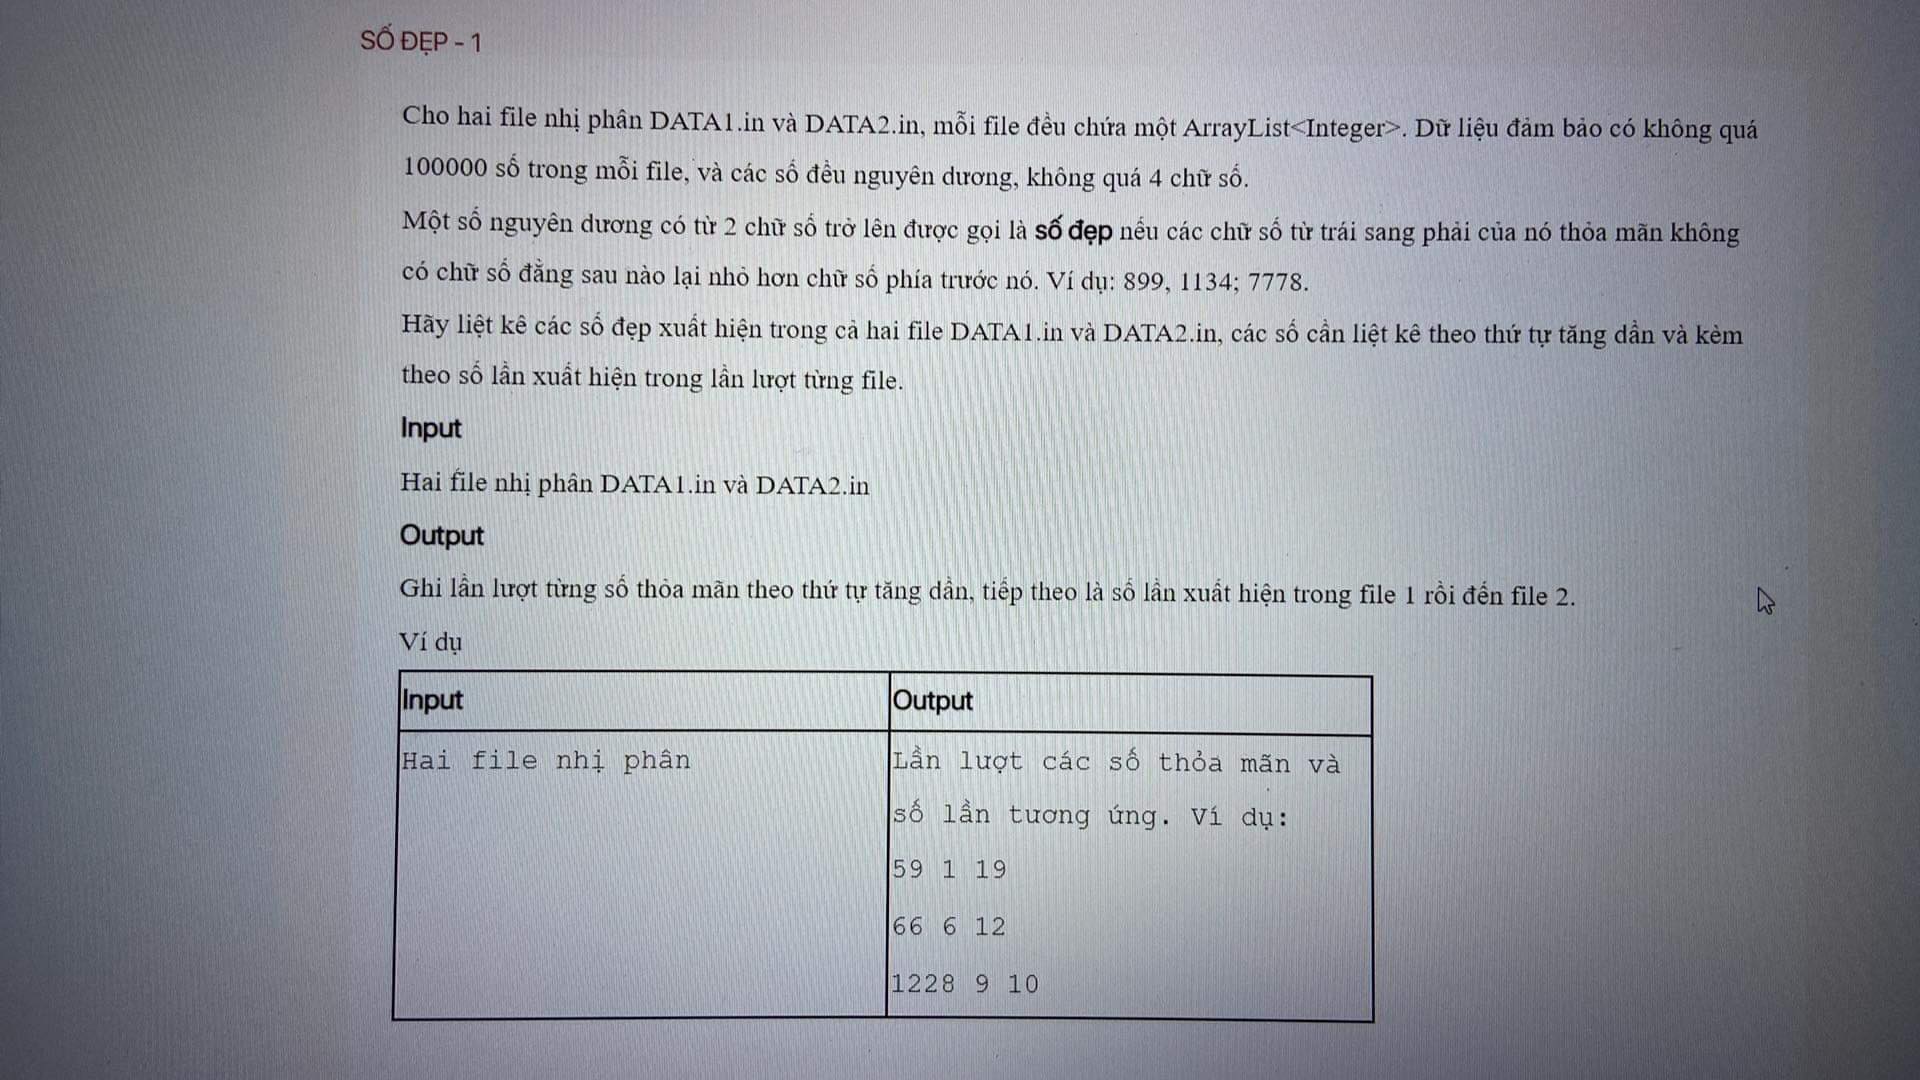 SỐ ĐẸP - 1
Cho hai file nhị phân DATA1.in và DATA2.in, mỗi file đều chứa một ArrayList<Integer>. Dữ liệu đảm bảo có không quá
100000 số trong mỗi file, và các số đều nguyên dương, không quá 4 chữ số.
Một số nguyên dương có từ 2 chữ số trở lên được gọi là số đẹp nếu các chữ số từ trái sang phải của nó thỏa mãn không
có chữ số đằng sau nào lại nhỏ hơn chữ số phía trước nó. Ví dụ: 899, 1134; 7778.
Hãy liệt kê các số đẹp xuất hiện trong cả hai file DATA1.in và DATA2.in, các số cần liệt kê theo thứ tự tăng dần và kèm
theo số lần xuất hiện trong lần lượt từng file.
Input
Hai file nhị phân DATA1.in và DATA2.in
Output
Ghi lần lượt từng số thỏa mãn theo thứ tự tăng dần, tiếp theo là số lần xuất hiện trong file 1 rồi đến file 2.
Ví dụ
Input
Output
Hai file nhị phân
Lần lượt các số thỏa mãn và
số lần tương ứng. Ví dụ:
59 1 19
66 6 12
1228 9 10